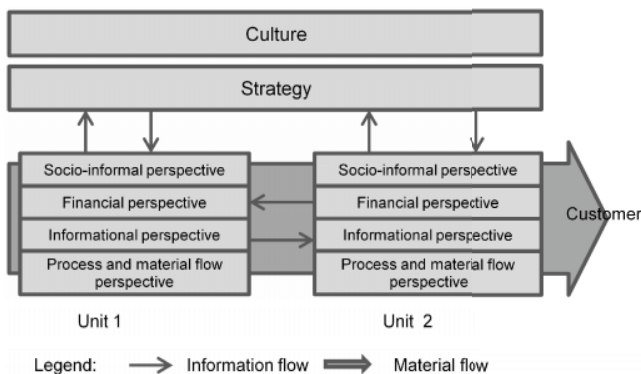 Culture
Strategy
Socio-informal perspective
Financial perspective
Informational perspective
Process and material flow
perspective
Socio-informal perspective
Financial perspective
Informational perspective
Process and material flow
perspective
Customer
Unit 1
Unit 2
Legend: Information flow Material flow